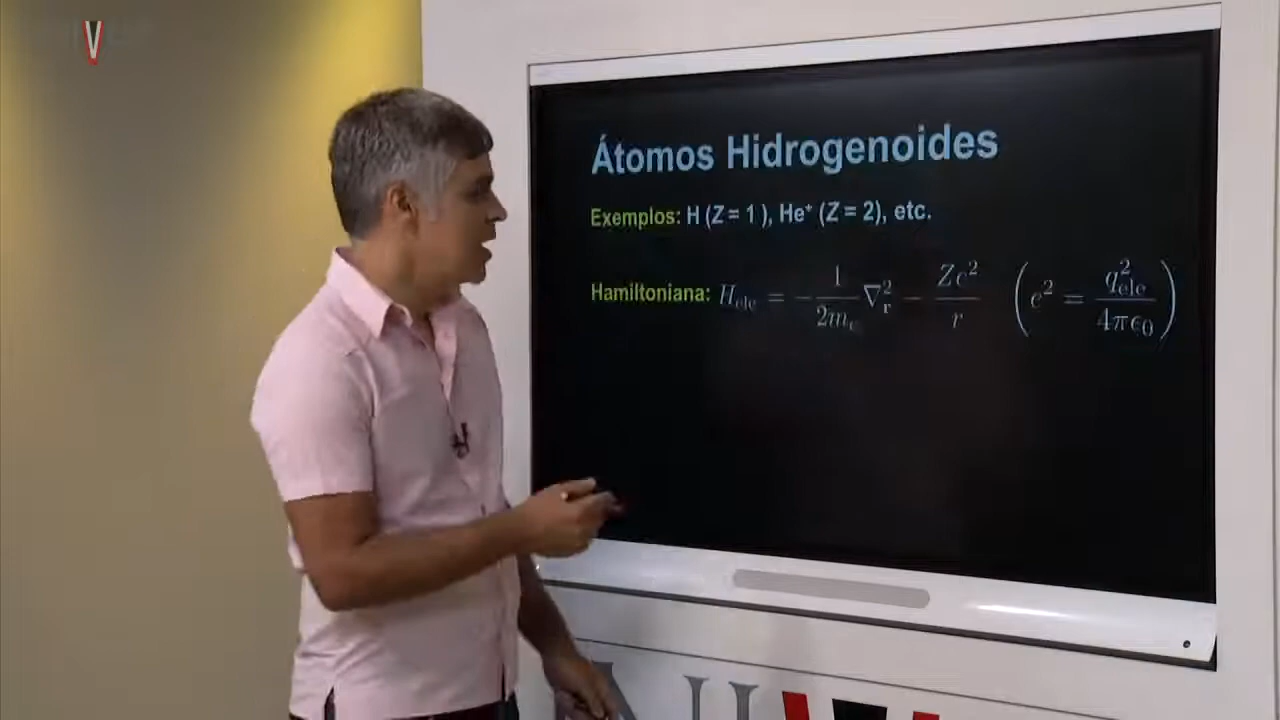 Átomos Hidrogenoides
Exemplos: H (Z = 1 ), He⁺ (Z = 2), etc.
Hamiltoniana: H_ele = - 1/2m_e ∇²_r - Ze²/r ( e² = q²_ele/4πϵ₀ )